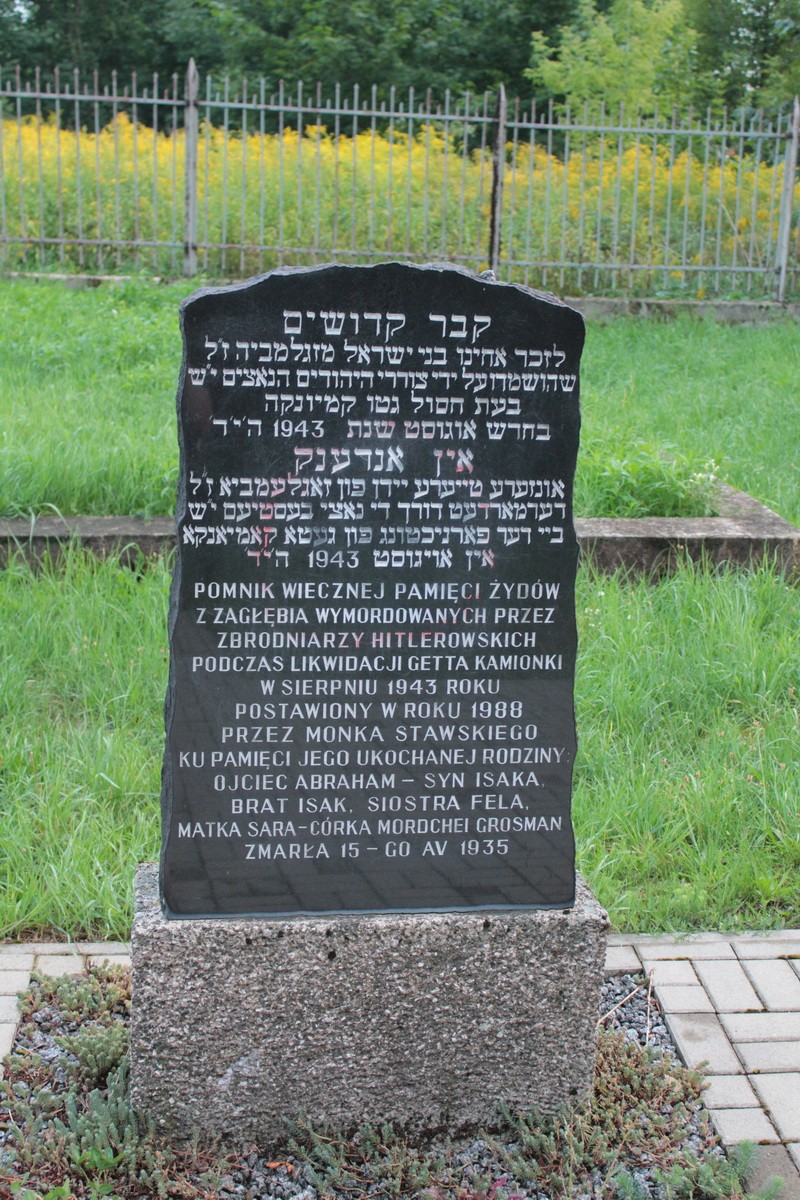 קבר קדושים
לזכר אחינו בני ישראל מזגלמביה ז״ל
שהושמדו על ידי צוררי היהודים הנאצים י״ש
בעת חסול גטו קמיונקה
בחדש אוגוסט שנת 1943 ה׳י׳ד׳
אין אנדענק
אונזערע טייערע יידן פון זאגלעמביא ז״ל
דערמארדעט דורך די נאצי בעסטיעס י״ש
ביי דער פארניכטונג פון געטא קאמיאנקא
אין אויגוסט 1943 ה׳י״ד
POMNIK WIECZNEJ PAMIĘCI ŻYDÓW
Z ZAGŁĘBIA WYMORDOWANYCH PRZEZ
ZBRODNIARZY HITLEROWSKICH
PODCZAS LIKWIDACJI GETTA KAMIONKI
W SIERPNIU 1943 ROKU
POSTAWIONY W ROKU 1988
PRZEZ MONKA STAWSKIEGO
KU PAMIĘCI JEGO UKOCHANEJ RODZINY:
OJCIEC ABRAHAM – SYN ISAKA,
BRAT ISAK, SIOSTRA FELA,
MATKA SARA-CÓRKA MORDCHEI GROSMAN
ZMARŁA 15 – GO AV 1935